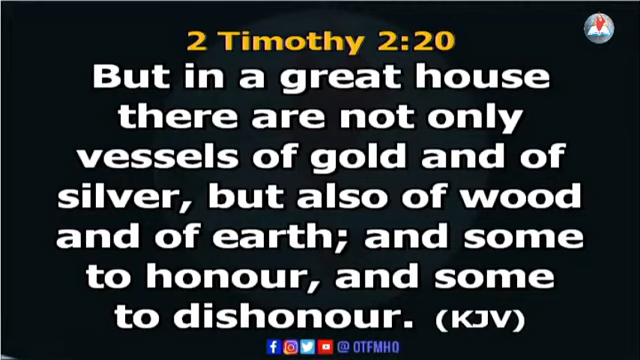 2 Timothy 2:20
But in a great house
there are not only
vessels of gold and of
silver, but also of wood
and of earth; and some
to honour, and some
to dishonour. (KJV)
@ OTFMHQ